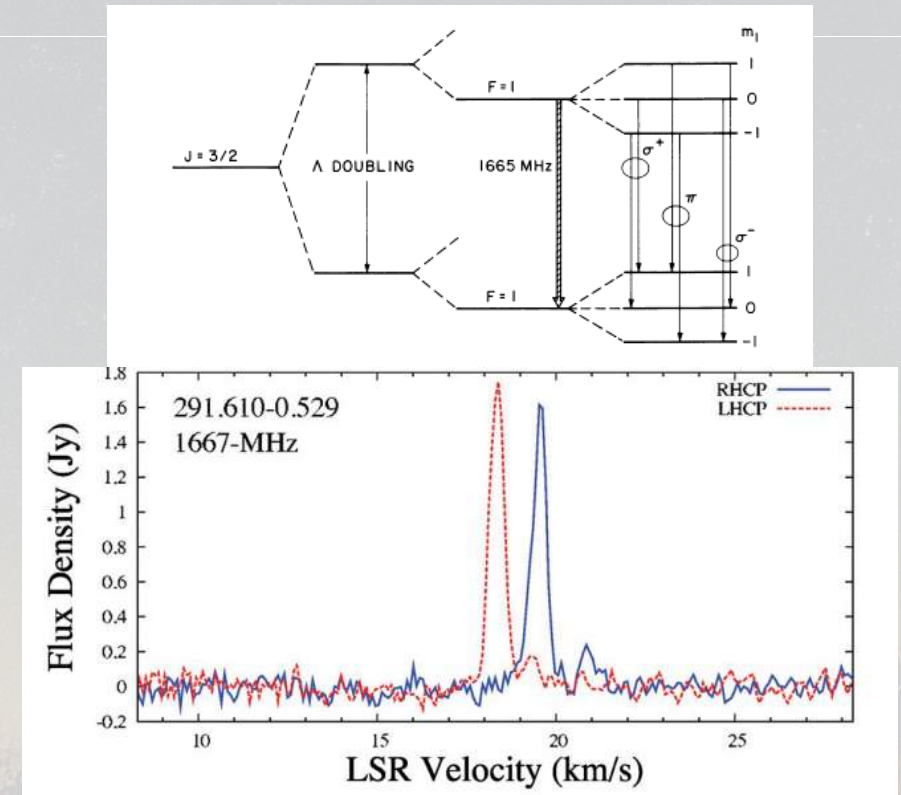 m₁
1
F = 1
0
-1
J = 3/2
Λ DOUBLING
1665 MHz
σ⁺
π
σ⁻
1
F = 1
0
-1
1.8
1.6
1.4
1.2
1
0.8
0.6
0.4
0.2
0
-0.2
Flux Density (Jy)
291.610-0.529
1667-MHz
RHCP
LHCP
10
15
20
25
LSR Velocity (km/s)